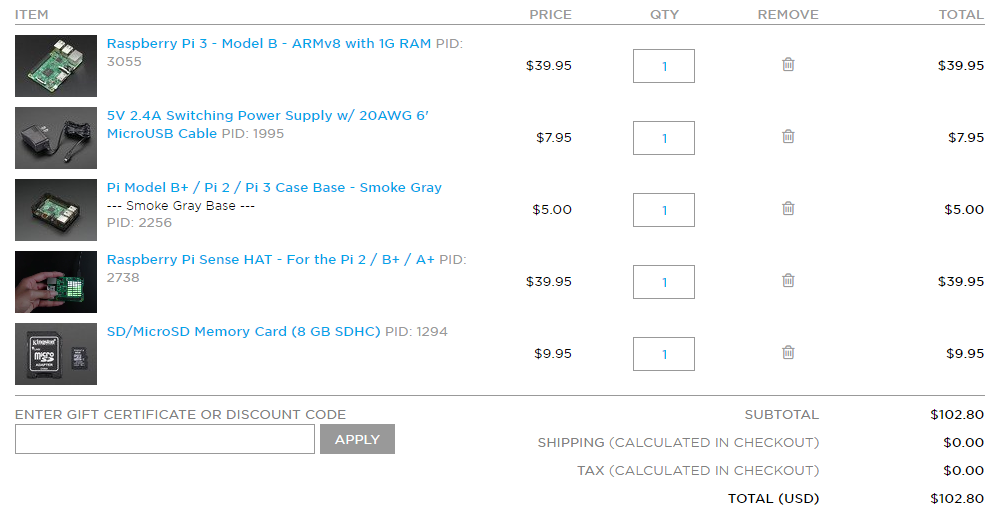 ITEM PRICE QTY REMOVE TOTAL
Raspberry Pi 3 - Model B - ARMv8 with 1G RAM PID:
3055
$39.95 1 $39.95
5V 2.4A Switching Power Supply w/ 20AWG 6'
MicroUSB Cable PID: 1995
$7.95 1 $7.95
Pi Model B+ / Pi 2 / Pi 3 Case Base - Smoke Gray
--- Smoke Gray Base ---
PID: 2256
$5.00 1 $5.00
Raspberry Pi Sense HAT - For the Pi 2 / B+ / A+ PID:
2738
$39.95 1 $39.95
SD/MicroSD Memory Card (8 GB SDHC) PID: 1294
Kingston
micro
SD
ADAPTER
$9.95 1 $9.95
ENTER GIFT CERTIFICATE OR DISCOUNT CODE
APPLY
SUBTOTAL $102.80
SHIPPING (CALCULATED IN CHECKOUT) $0.00
TAX (CALCULATED IN CHECKOUT) $0.00
TOTAL (USD) $102.80